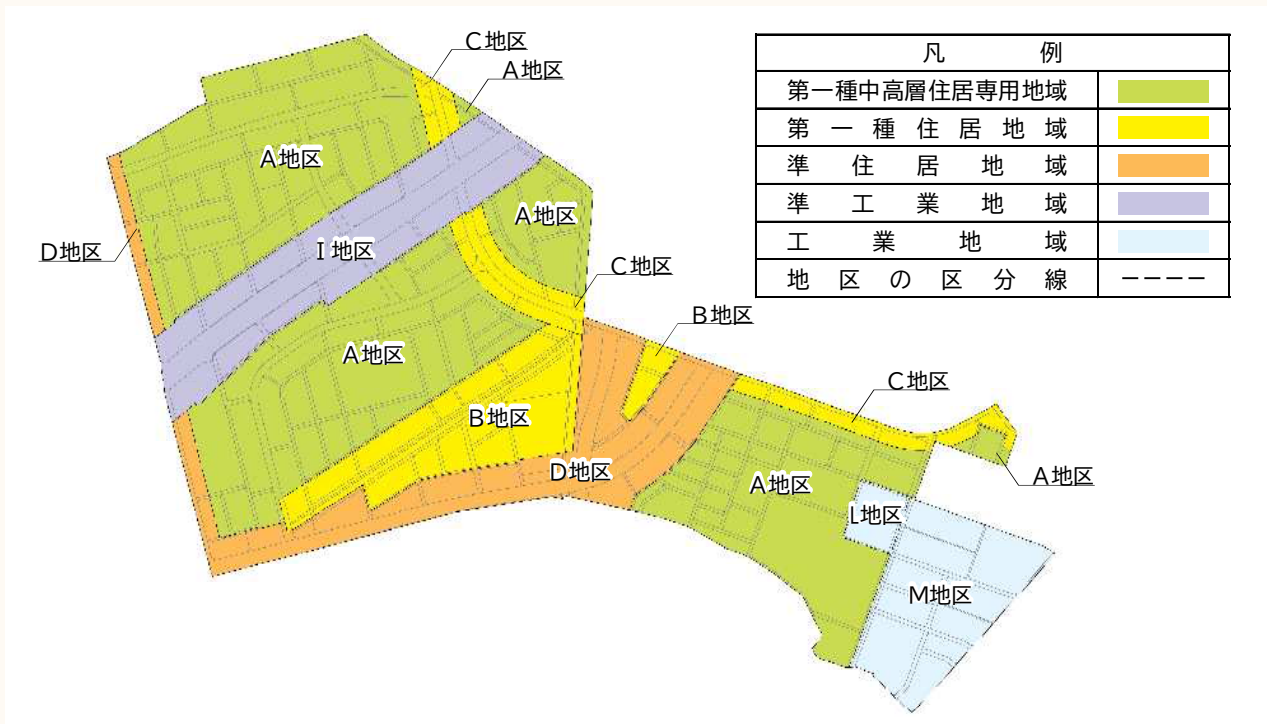 C地区
A地区
A地区
A地区
D地区
I地区
C地区
B地区
A地区
C地区
B地区
D地区
A地区
A地区
L地区
M地区
凡 例
第一種中高層住居専用地域
第一種住居地域
準住居地域
準工業地域
工業地域
地区の区分線